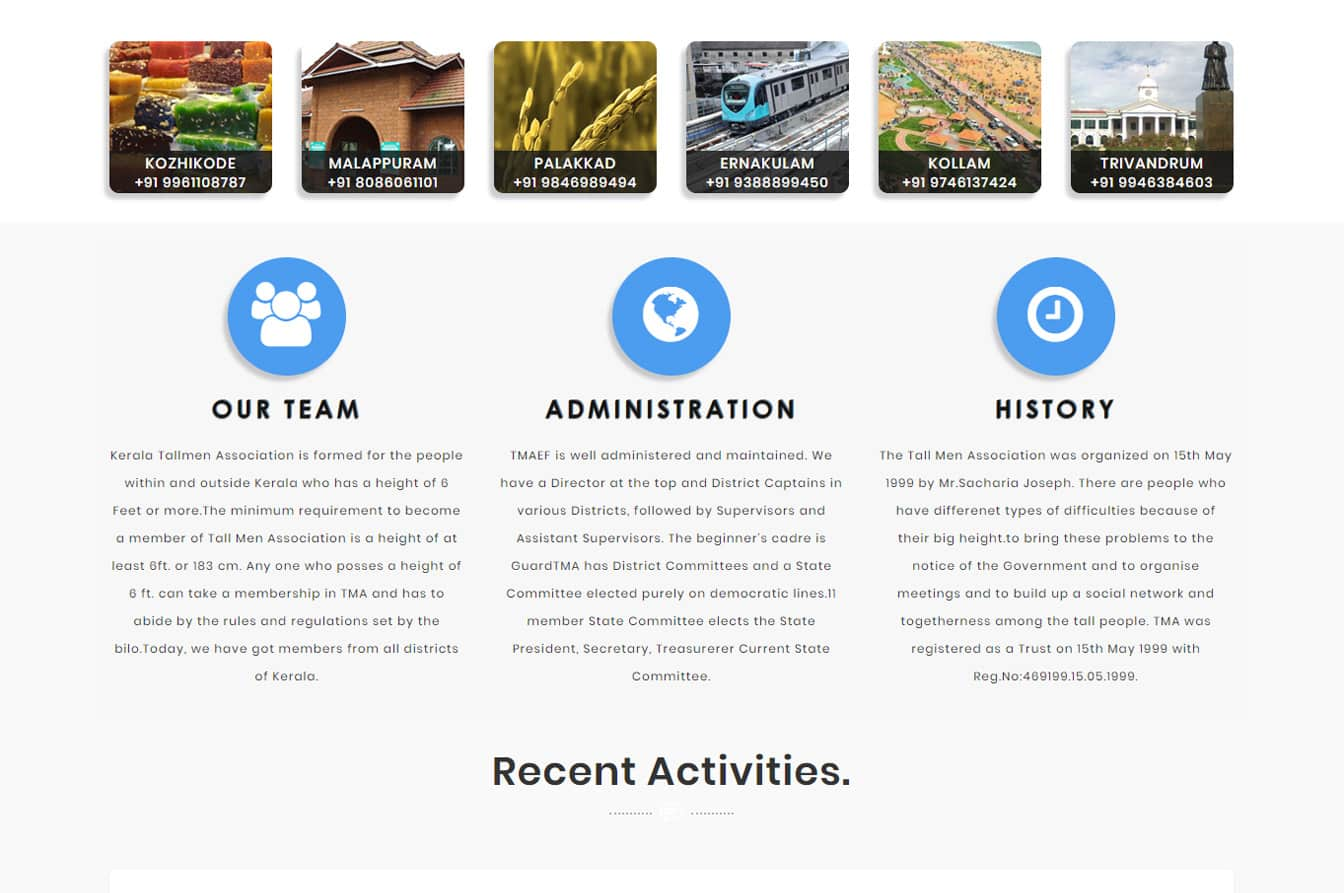 KOZHIKODE
+91 9961108787
MALAPPURAM
+91 8086061101
PALAKKAD
+91 9846989494
ERNAKULAM
+91 9388899450
KOLLAM
+91 9746137424
TRIVANDRUM
+91 9946384603
OUR TEAM
Kerala Tallmen Association is formed for the people
within and outside Kerala who has a height of 6
Feet or more.The minimum requirement to become
a member of Tall Men Association is a height of at
least 6ft. or 183 cm. Any one who posses a height of
6 ft. can take a membership in TMA and has to
abide by the rules and regulations set by the
bilo.Today, we have got members from all districts
of Kerala.
ADMINISTRATION
TMAEF is well administered and maintained. We
have a Director at the top and District Captains in
various Districts, followed by Supervisors and
Assistant Supervisors. The beginner's cadre is
GuardTMA has District Committees and a State
Committee elected purely on democratic lines.11
member State Committee elects the State
President, Secretary, Treasurerer Current State
Committee.
HISTORY
The Tall Men Association was organized on 15th May
1999 by Mr.Sacharia Joseph. There are people who
have differenet types of difficulties because of
their big height.to bring these problems to the
notice of the Government and to organise
meetings and to build up a social network and
togetherness among the tall people. TMA was
registered as a Trust on 15th May 1999 with
Reg.No:469199.15.05.1999.
Recent Activities.